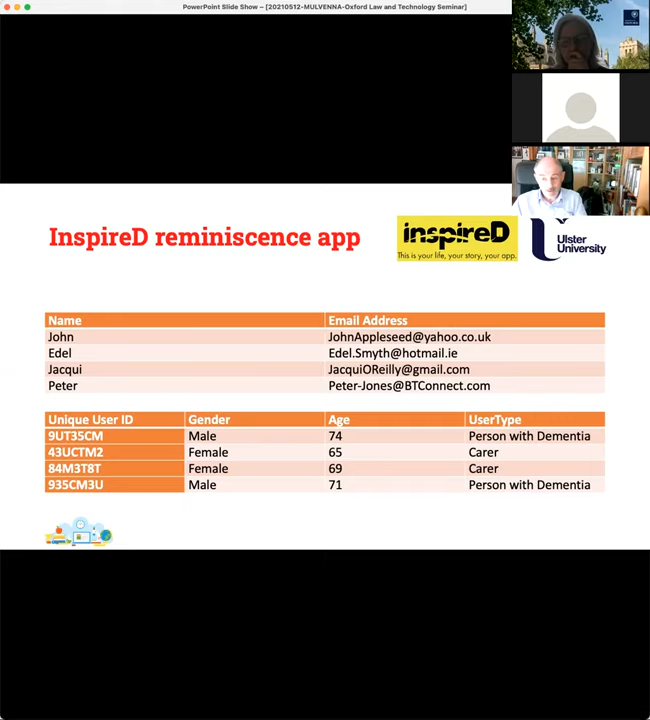 PowerPoint Slide Show – [20210512-MULVENNA-Oxford Law and Technology Seminar]
InspireD reminiscence app
inspireD
This is your life, your story, your app.
Ulster
University
Name Email Address
John JohnAppleseed@yahoo.co.uk
Edel Edel.Smyth@hotmail.ie
Jacqui JacquiOReilly@gmail.com
Peter Peter-Jones@BTConnect.com
Unique User ID Gender Age UserType
9UT35CM Male 74 Person with Dementia
43UCTM2 Female 65 Carer
84M3T8T Female 69 Carer
935CM3U Male 71 Person with Dementia